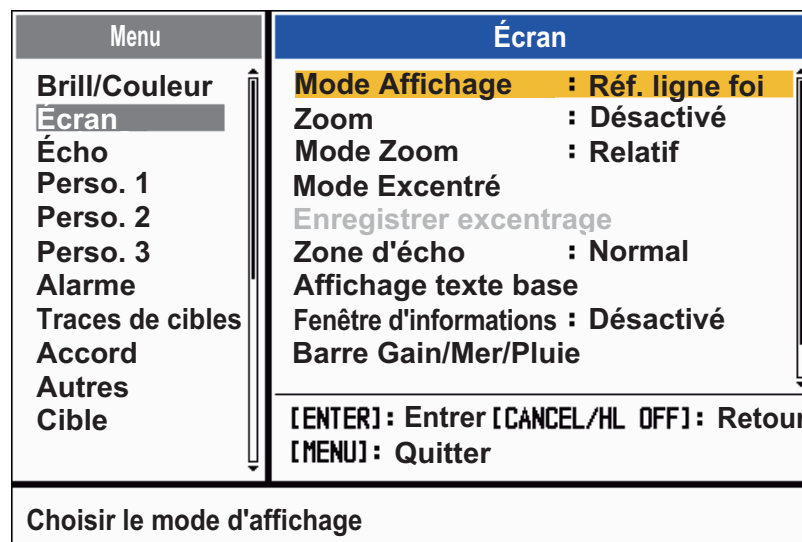 Menu
Brill/Couleur
Écran
Écho
Perso. 1
Perso. 2
Perso. 3
Alarme
Traces de cibles
Accord
Autres
Cible
Écran
Mode Affichage : Réf. ligne foi
Zoom : Désactivé
Mode Zoom : Relatif
Mode Excentré
Enregistrer excentrage
Zone d'écho : Normal
Affichage texte base
Fenêtre d'informations : Désactivé
Barre Gain/Mer/Pluie
[ENTER]: Entrer [CANCEL/HL OFF]: Retour
[MENU]: Quitter
Choisir le mode d'affichage